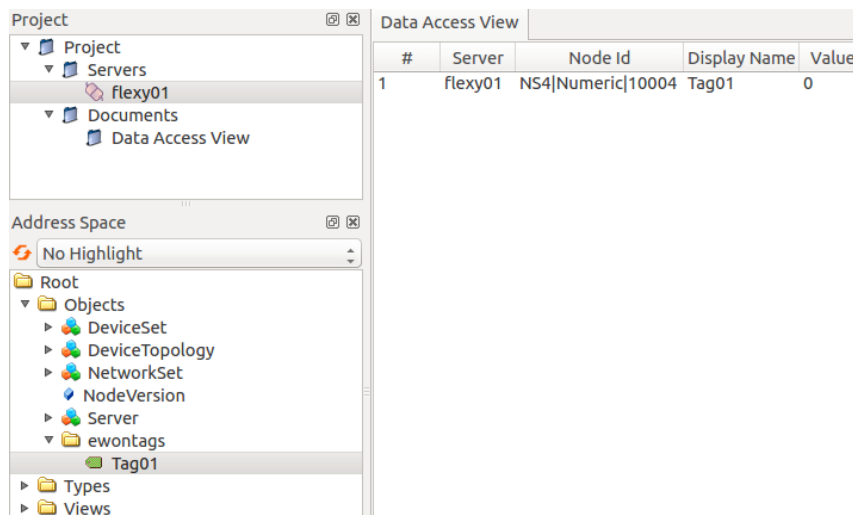 Project
Project
Servers
flexy01
Documents
Data Access View
Address Space
No Highlight
Root
Objects
DeviceSet
DeviceTopology
NetworkSet
NodeVersion
Server
ewontags
Tag01
Types
Views
Data Access View
# Server Node Id Display Name Value
1 flexy01 NS4|Numeric|10004 Tag01 0